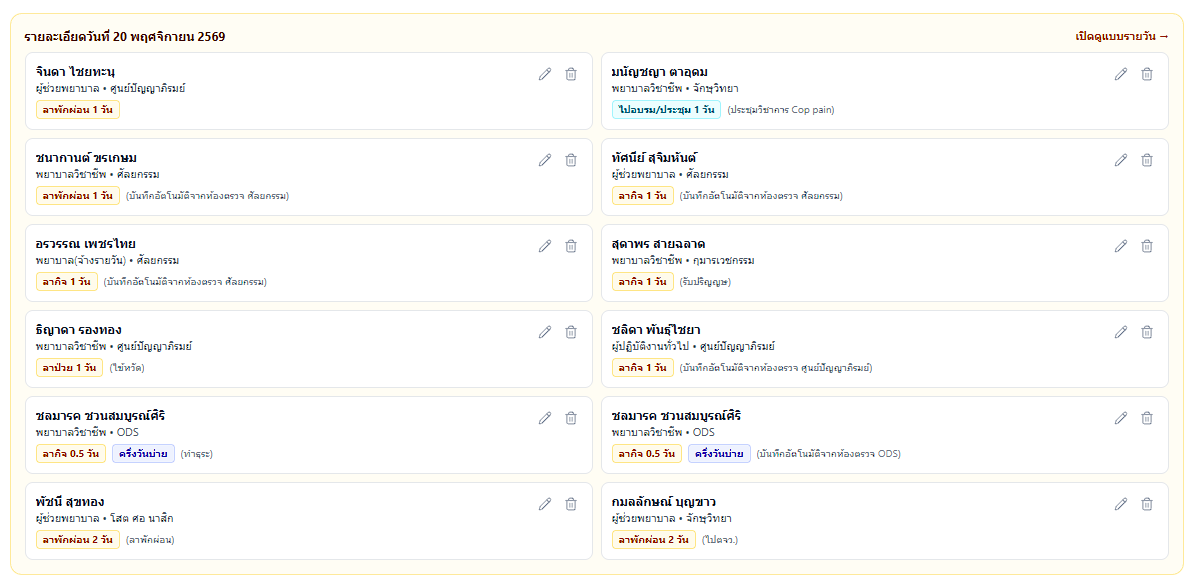 รายละเอียดวันที่ 20 พฤศจิกายน 2569
เปิดดูแบบรายวัน →
จินดา ไชยทะนุ
ผู้ช่วยพยาบาล • ศูนย์ปัญญาภิรมย์
ลาพักผ่อน 1 วัน
มนัญชญา ตาอุดม
พยาบาลวิชาชีพ • จักษุวิทยา
ไปอบรม/ประชุม 1 วัน (ประชุมวิชาการ Cop pain)
ชนากานต์ ขรเกษม
พยาบาลวิชาชีพ • ศัลยกรรม
ลาพักผ่อน 1 วัน (บันทึกอัตโนมัติจากห้องตรวจ ศัลยกรรม)
ทัศนีย์ สุจิมหันต์
ผู้ช่วยพยาบาล • ศัลยกรรม
ลากิจ 1 วัน (บันทึกอัตโนมัติจากห้องตรวจ ศัลยกรรม)
อรวรรณ เพชรไทย
พยาบาล(จ้างรายวัน) • ศัลยกรรม
ลากิจ 1 วัน (บันทึกอัตโนมัติจากห้องตรวจ ศัลยกรรม)
สุดาพร สายฉลาด
พยาบาลวิชาชีพ • กุมารเวชกรรม
ลากิจ 1 วัน (รับปริญญษ)
ธิญาดา รองทอง
พยาบาลวิชาชีพ • ศูนย์ปัญญาภิรมย์
ลาป่วย 1 วัน (ไข้หวัด)
ชลิดา พันธุ์ไชยา
ผู้ปฏิบัติงานทั่วไป • ศูนย์ปัญญาภิรมย์
ลากิจ 1 วัน (บันทึกอัตโนมัติจากห้องตรวจ ศูนย์ปัญญาภิรมย์)
ชลมารค ชวนสมบูรณ์ศิริ
พยาบาลวิชาชีพ • ODS
ลากิจ 0.5 วัน ครึ่งวันบ่าย (ทำธุระ)
ชลมารค ชวนสมบูรณ์ศิริ
พยาบาลวิชาชีพ • ODS
ลากิจ 0.5 วัน ครึ่งวันบ่าย (บันทึกอัตโนมัติจากห้องตรวจ ODS)
พัชนี สุขทอง
ผู้ช่วยพยาบาล • โสต ศอ นาสิก
ลาพักผ่อน 2 วัน (ลาพักผ่อน)
กมลลักษณ์ บุญขาว
ผู้ช่วยพยาบาล • จักษุวิทยา
ลาพักผ่อน 2 วัน (ไปตจว.)